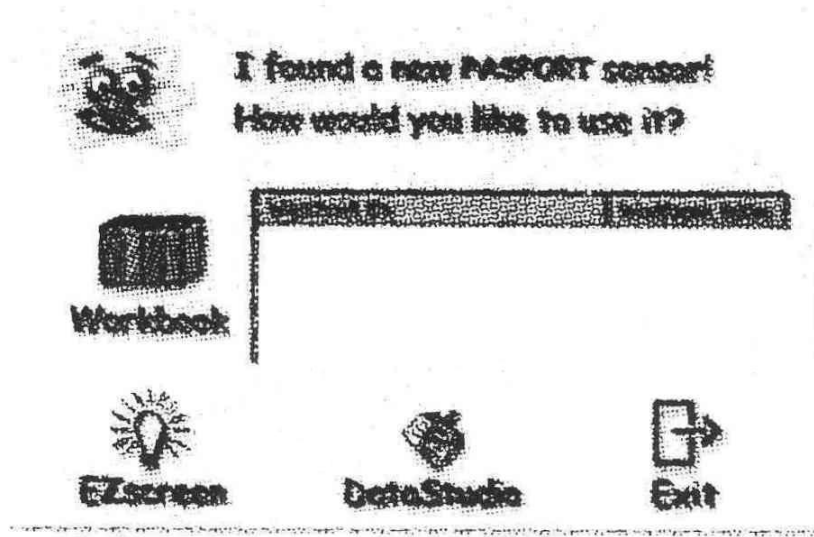 I found a new PASPORT sensor!
How would you like to use it?
Workbook
EZscreen
DataStudio
Exit